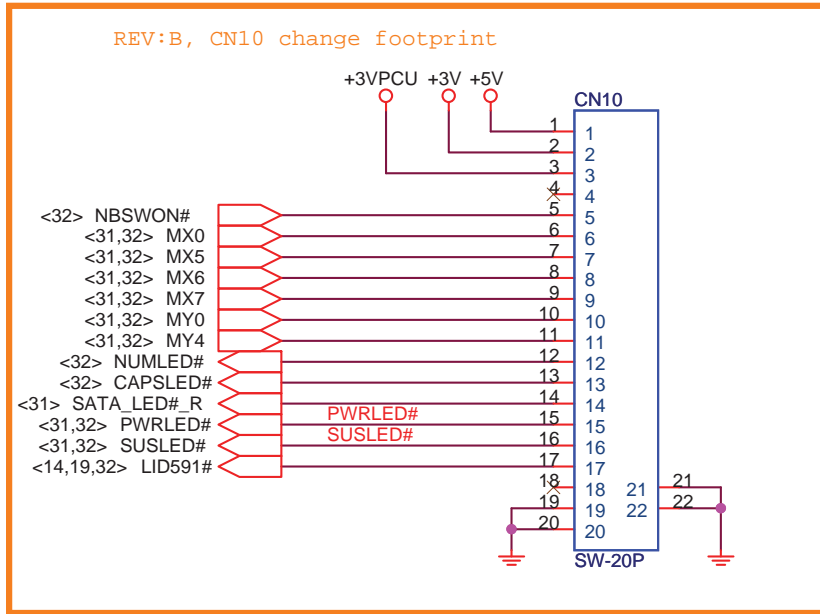 REV:B, CN10 change footprint
+3VPCU +3V +5V
CN10
1 1
2 2
3 3
4 4
<32> NBSWON# 5 5
<31,32> MX0 6 6
<31,32> MX5 7 7
<31,32> MX6 8 8
<31,32> MX7 9 9
<31,32> MY0 10 10
<31,32> MY4 11 11
<32> NUMLED# 12 12
<32> CAPSLED# 13 13
<31> SATA_LED#_R 14 14
<31,32> PWRLED# PWRLED# 15 15
<31,32> SUSLED# SUSLED# 16 16
<14,19,32> LID591# 17 17
18 18 21 21
19 19 22 22
20 20
SW-20P